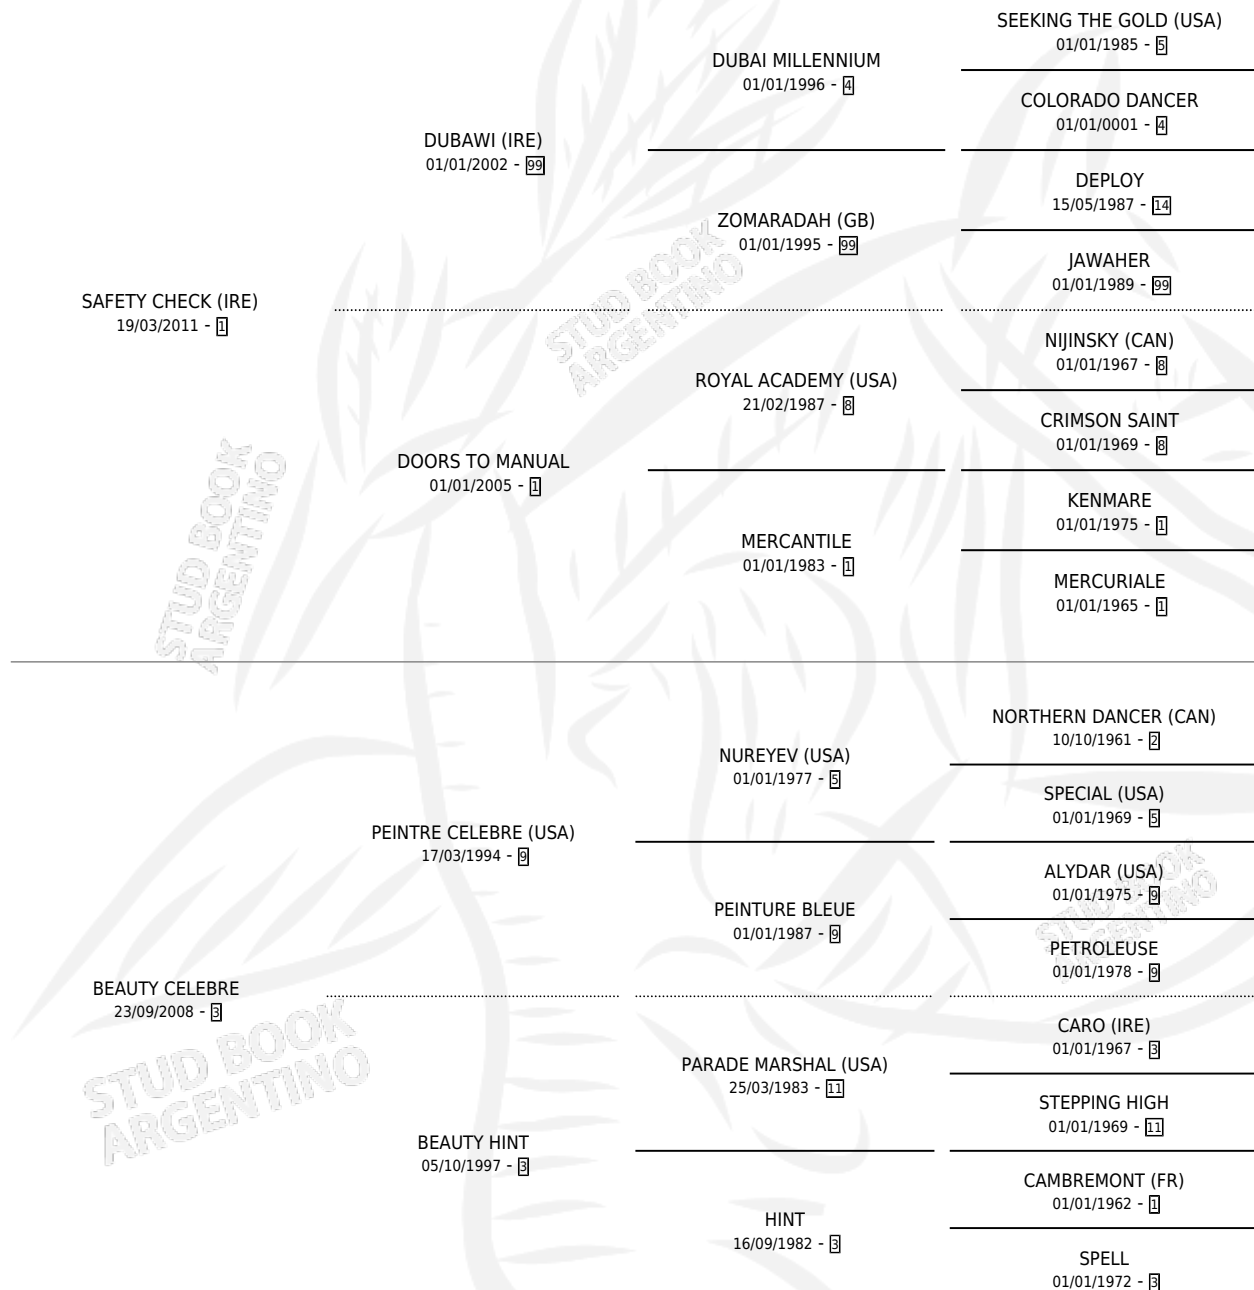 SEEKING THE GOLD (USA)
01/01/1985 - 5
DUBAI MILLENNIUM
01/01/1996 - 4
COLORADO DANCER
01/01/0001 - 4
DUBAWI (IRE)
01/01/2002 - 99
DEPLOY
15/05/1987 - 14
ZOMARADAH (GB)
01/01/1995 - 99
JAWAHER
01/01/1989 - 99
SAFETY CHECK (IRE)
19/03/2011 - 1
NIJINSKY (CAN)
01/01/1967 - 8
ROYAL ACADEMY (USA)
21/02/1987 - 8
CRIMSON SAINT
01/01/1969 - 8
DOORS TO MANUAL
01/01/2005 - 1
KENMARE
01/01/1975 - 1
MERCANTILE
01/01/1983 - 1
MERCURIALE
01/01/1965 - 1
NORTHERN DANCER (CAN)
10/10/1961 - 2
NUREYEV (USA)
01/01/1977 - 5
SPECIAL (USA)
01/01/1969 - 5
PEINTRE CELEBRE (USA)
17/03/1994 - 9
ALYDAR (USA)
01/01/1975 - 9
PEINTURE BLEUE
01/01/1987 - 9
PETROLEUSE
01/01/1978 - 9
BEAUTY CELEBRE
23/09/2008 - 3
CARO (IRE)
01/01/1967 - 3
PARADE MARSHAL (USA)
25/03/1983 - 11
STEPPING HIGH
01/01/1969 - 11
BEAUTY HINT
05/10/1997 - 3
CAMBREMONT (FR)
01/01/1962 - 1
HINT
16/09/1982 - 3
SPELL
01/01/1972 - 3
STUD BOOK
ARGENTINO
STUD BOOK
ARGENTINO
STUD BOOK
ARGENTINO
STUD BOOK
ARGENTINO